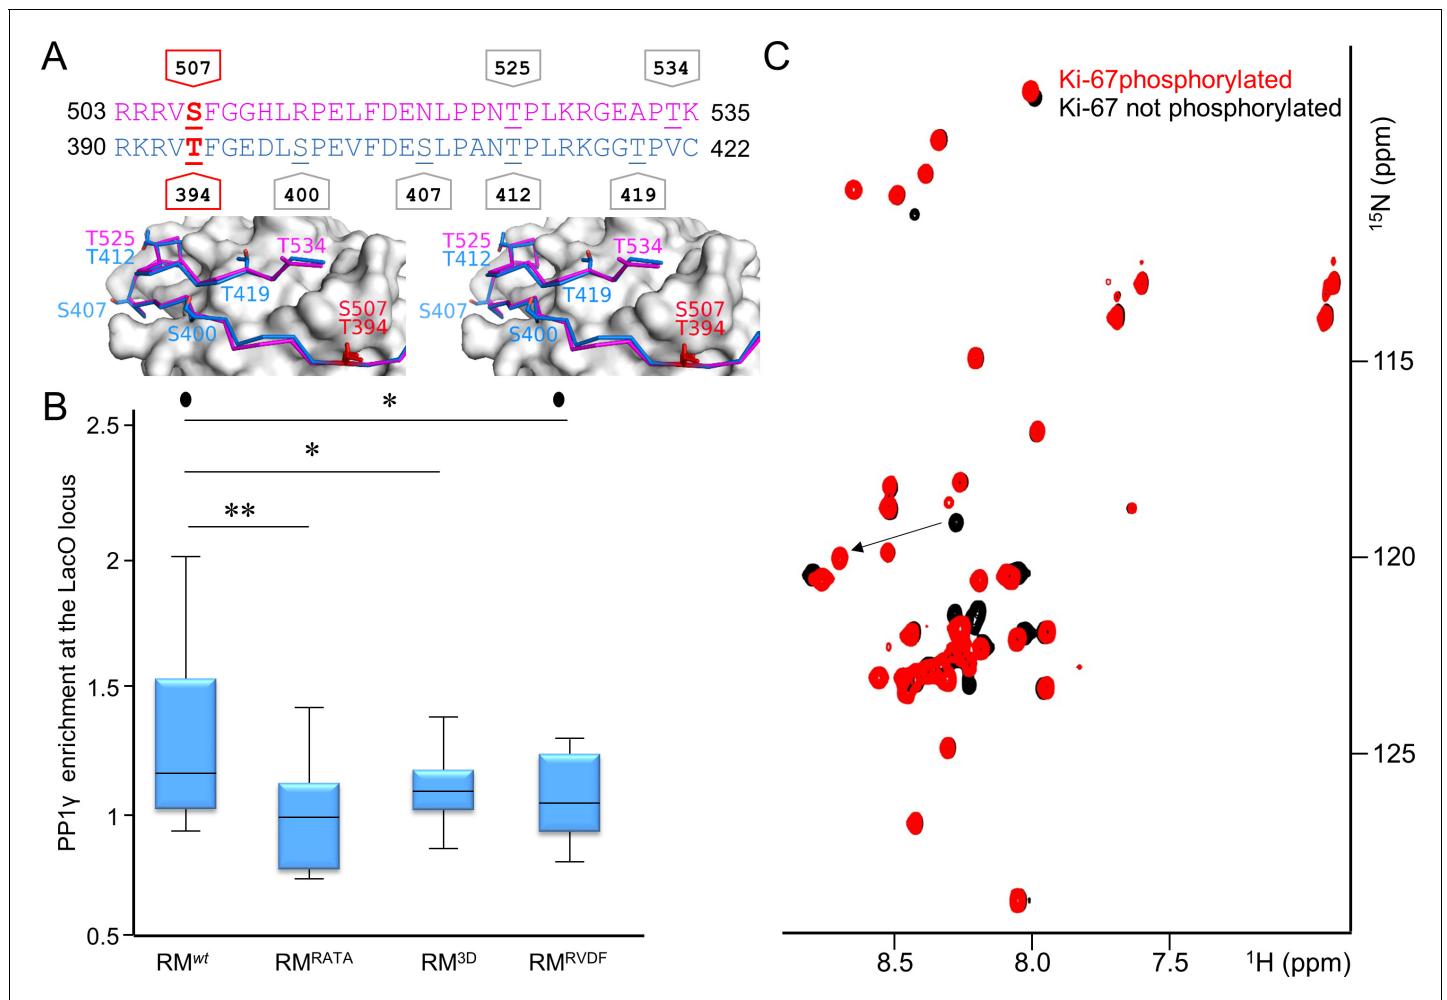 A
507
525
534
503 RRRVSFGGHLRPELFDENLPPNTPLKRGEAPTK 535
390 RKRVTFGEDLSPEVFDESLPANTPLRKGGTPVC 422
394
400
407
412
419
T525
T412
T534
S407
T419
S400
S507
T394
T525
T412
T534
S407
T419
S400
S507
T394
B
PP1γ enrichment at the LacO locus
2.5
2
1.5
1
0.5
*
*
**
RMwt
RMRATA
RM3D
RMRVDF
C
Ki-67phosphorylated
Ki-67 not phosphorylated
15N (ppm)
115
120
125
8.5
8.0
7.5
1H (ppm)